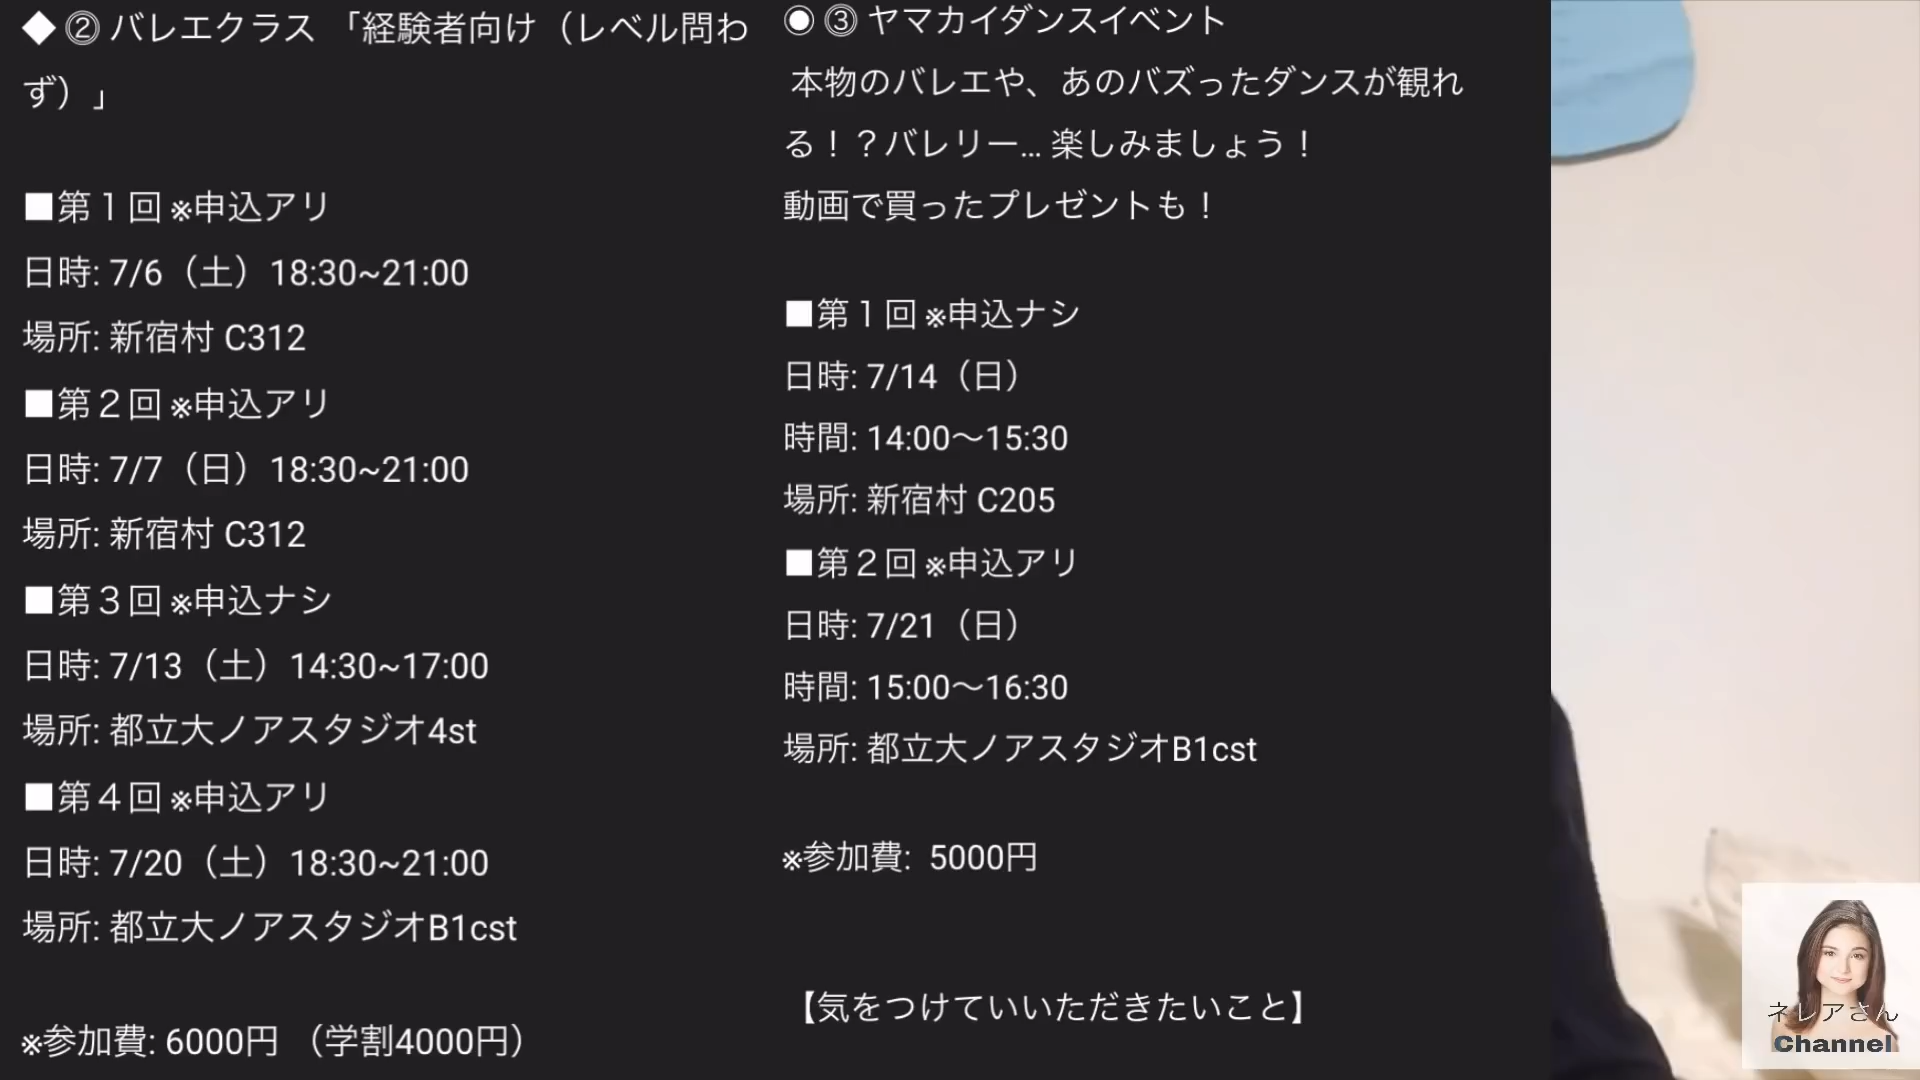 ◆ ② バレエクラス 「経験者向け（レベル問わ
ず）」
■第１回 ※申込アリ
日時: 7/6（土）18:30~21:00
場所: 新宿村 C312
■第２回 ※申込アリ
日時: 7/7（日）18:30~21:00
場所: 新宿村 C312
■第３回 ※申込ナシ
日時: 7/13（土）14:30~17:00
場所: 都立大ノアスタジオ4st
■第４回 ※申込アリ
日時: 7/20（土）18:30~21:00
場所: 都立大ノアスタジオB1cst
※参加費: 6000円 （学割4000円）
◉ ③ ヤマカイダンスイベント
本物のバレエや、あのバズったダンスが観れ
る！？バレリー... 楽しみましょう！
動画で買ったプレゼントも！
■第１回 ※申込ナシ
日時: 7/14（日）
時間: 14:00〜15:30
場所: 新宿村 C205
■第２回 ※申込アリ
日時: 7/21（日）
時間: 15:00〜16:30
場所: 都立大ノアスタジオB1cst
※参加費: 5000円
【気をつけていいただきたいこと】
ネレアさん
Channel